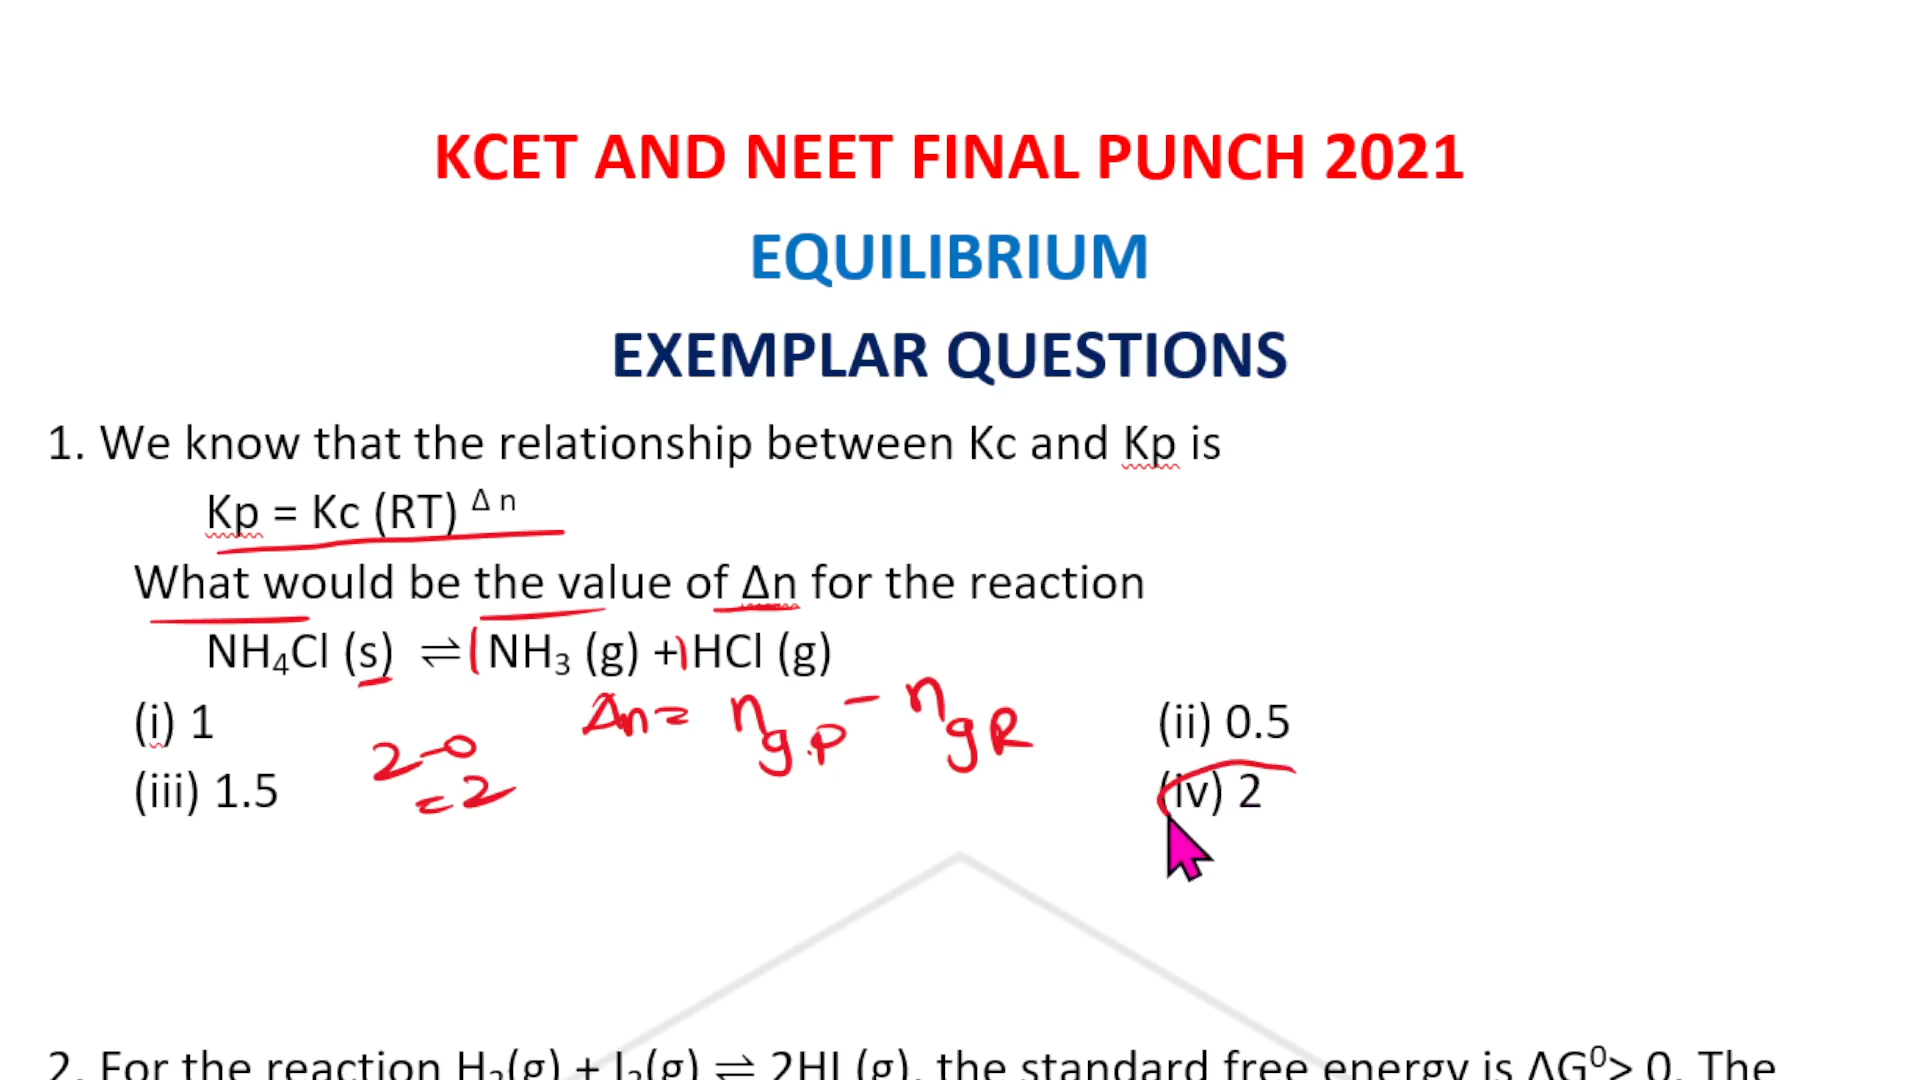 KCET AND NEET FINAL PUNCH 2021
EQUILIBRIUM
EXEMPLAR QUESTIONS
1. We know that the relationship between Kc and Kp is
Kp = Kc (RT) Δ n
What would be the value of Δn for the reaction
NH₄Cl (s) ⇌ 1 NH₃ (g) + 1 HCl (g)
(i) 1
(ii) 0.5
Δn = n g.P - n g R
2-0
= 2
(iii) 1.5
(iv) 2
2. For the reaction H₂(g) + I₂(g) ⇌ 2HI (g), the standard free energy is ΔG⁰> 0. The